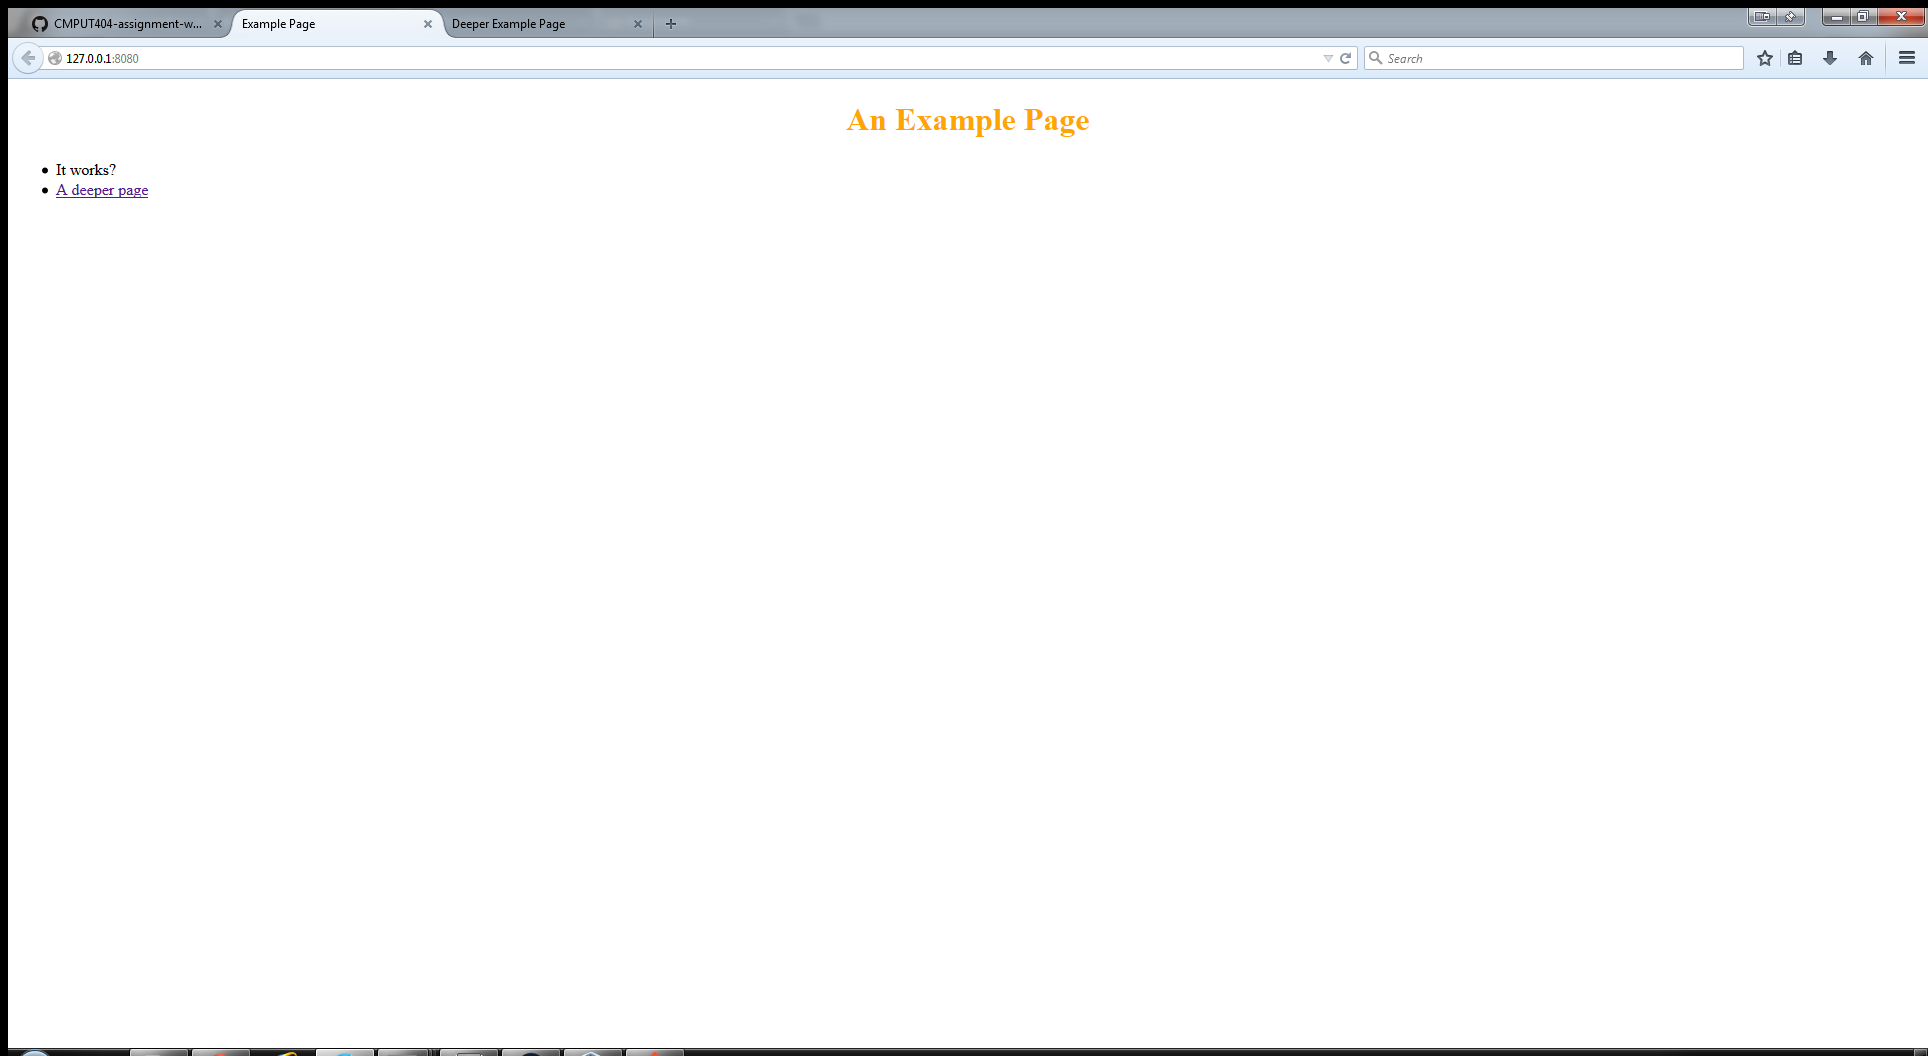 CMPUT404-assignment-w...
Example Page
Deeper Example Page
127.0.0.1:8080
Search
An Example Page
It works?
A deeper page